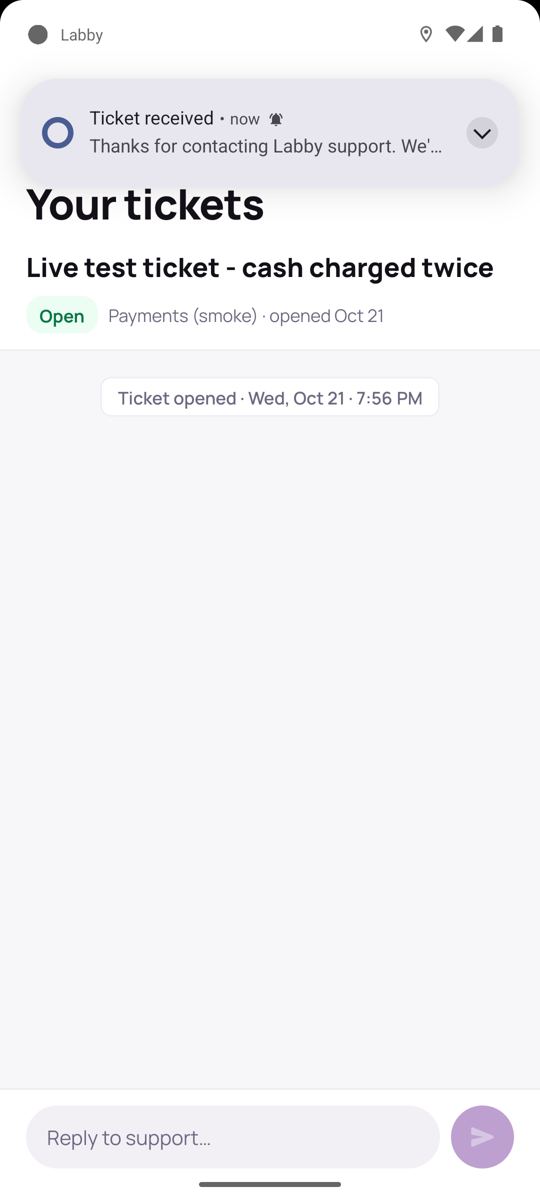 Labby
Ticket received • now
Thanks for contacting Labby support. We'...
Your tickets
Live test ticket - cash charged twice
Open Payments (smoke) · opened Oct 21
Ticket opened · Wed, Oct 21 · 7:56 PM
Reply to support...